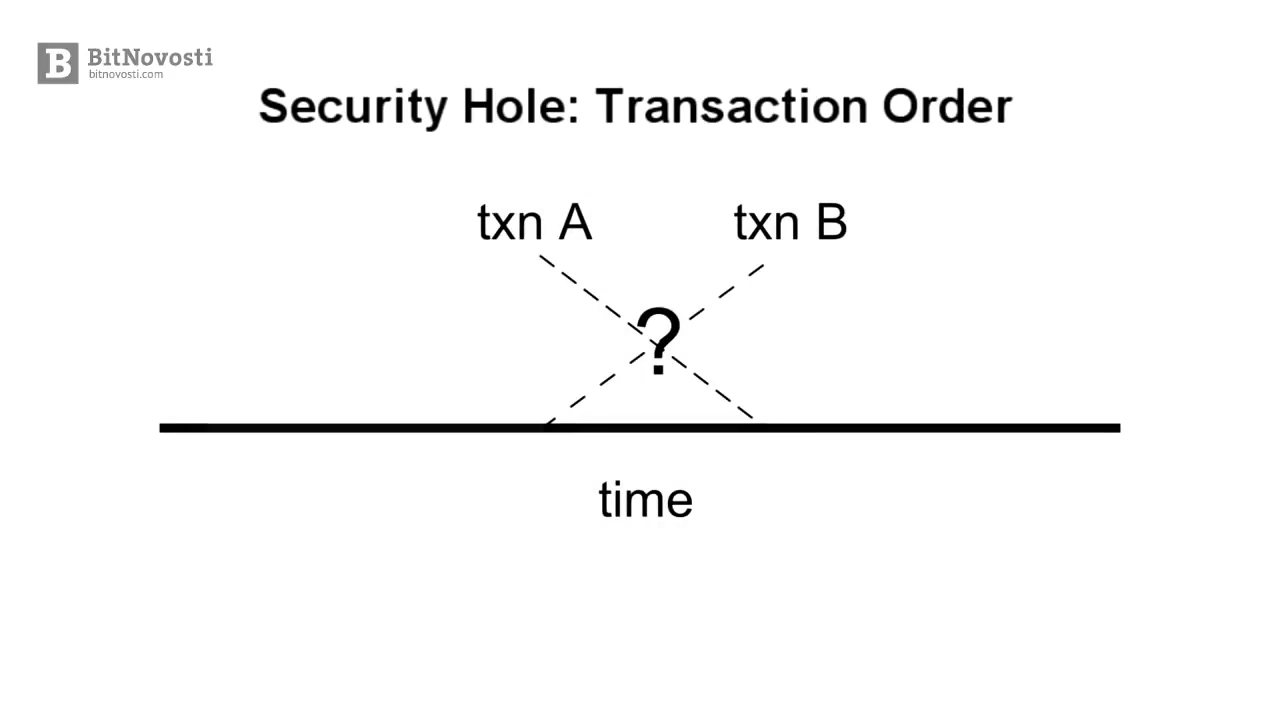 B BitNovosti
bitnovosti.com
Security Hole: Transaction Order
txn A txn B
?
time